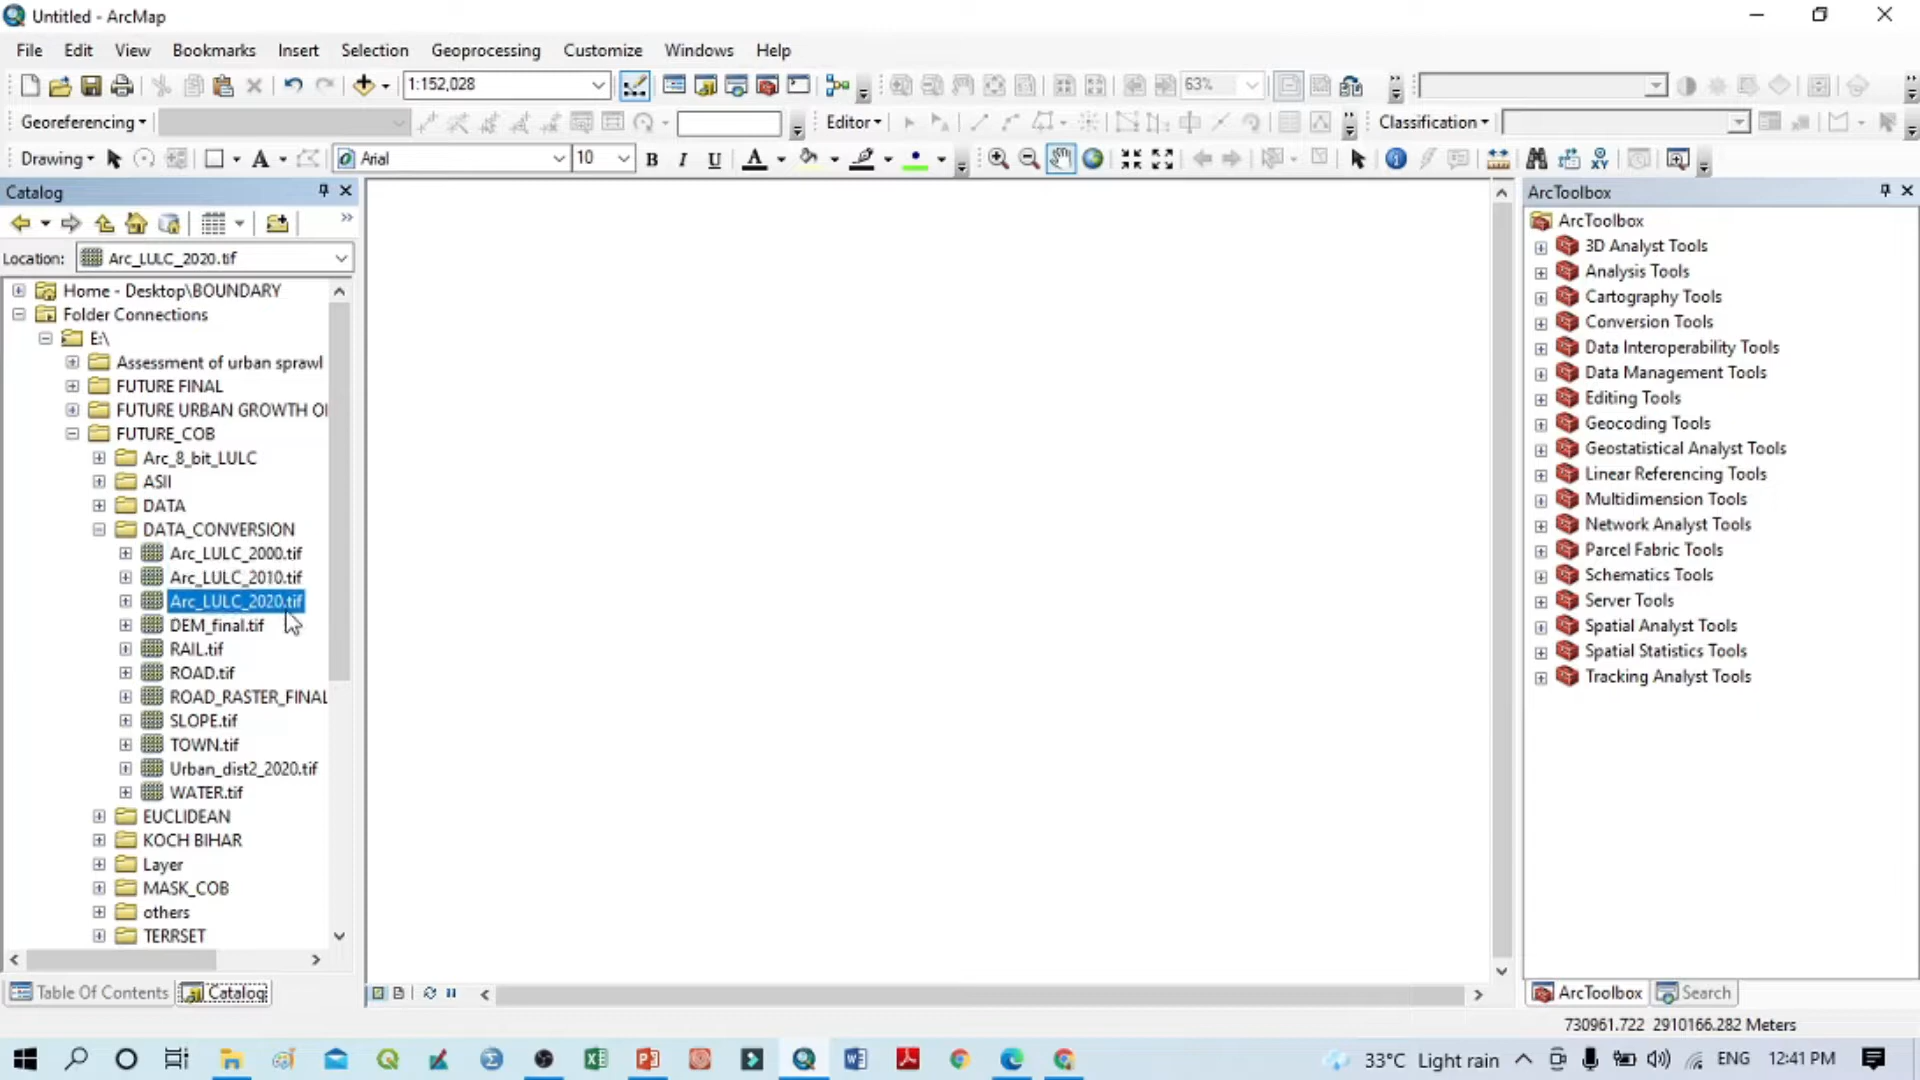 Untitled - ArcMap
File Edit View Bookmarks Insert Selection Geoprocessing Customize Windows Help
1:152,028
63%
Georeferencing
Editor
Classification
Drawing
A
Arial
10
B I U A
XY
Catalog
Location: Arc_LULC_2020.tif
Home - Desktop\BOUNDARY
Folder Connections
E:\
Assessment of urban sprawl
FUTURE FINAL
FUTURE URBAN GROWTH
FUTURE_COB
Arc_8_bit_LULC
ASII
DATA
DATA_CONVERSION
Arc_LULC_2000.tif
Arc_LULC_2010.tif
Arc_LULC_2020.tif
DEM_final.tif
RAIL.tif
ROAD.tif
ROAD_RASTER_FINAL
SLOPE.tif
TOWN.tif
Urban_dist2_2020.tif
WATER.tif
EUCLIDEAN
KOCH BIHAR
Layer
MASK_COB
others
TERRSET
Table Of Contents
Catalog
ArcToolbox
ArcToolbox
3D Analyst Tools
Analysis Tools
Cartography Tools
Conversion Tools
Data Interoperability Tools
Data Management Tools
Editing Tools
Geocoding Tools
Geostatistical Analyst Tools
Linear Referencing Tools
Multidimension Tools
Network Analyst Tools
Parcel Fabric Tools
Schematics Tools
Server Tools
Spatial Analyst Tools
Spatial Statistics Tools
Tracking Analyst Tools
ArcToolbox
Search
730961.722 2910166.282 Meters
33°C Light rain
ENG
12:41 PM